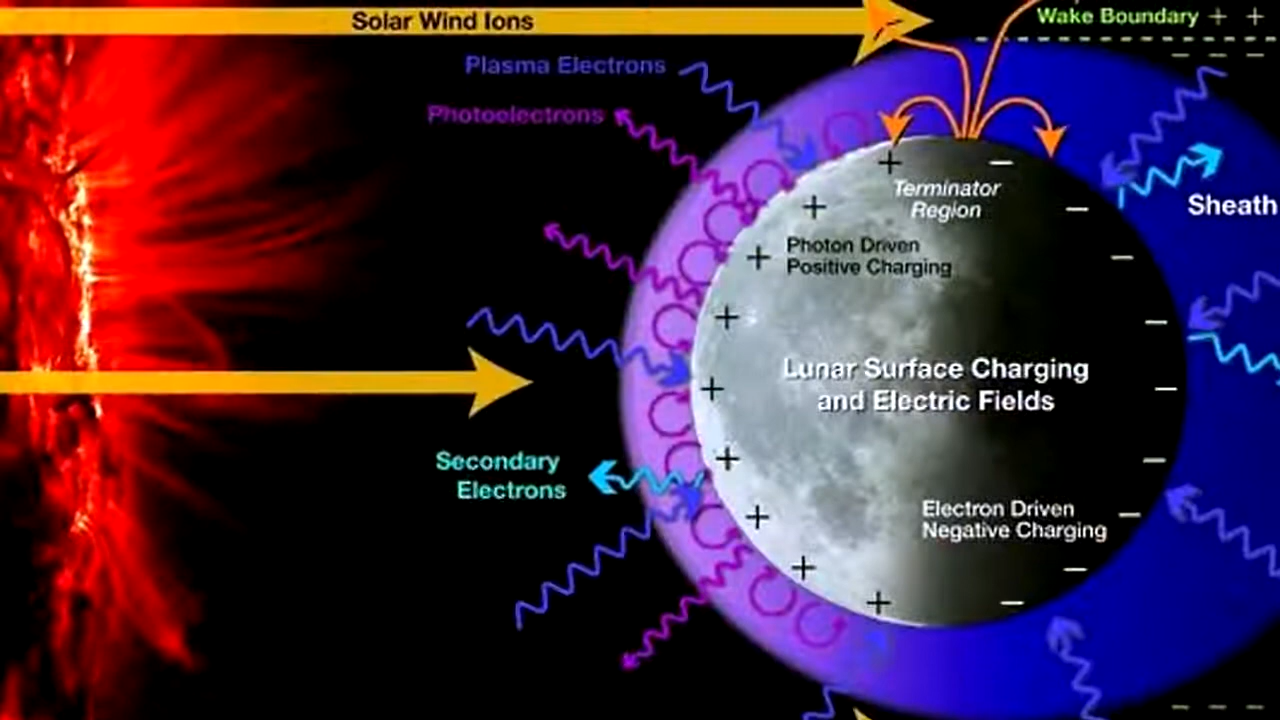 Solar Wind Ions
Wake Boundary + +
− − −
Plasma Electrons
Photoelectrons
Terminator
Region
Sheath
Photon Driven
Positive Charging
Lunar Surface Charging
and Electric Fields
Secondary
Electrons
Electron Driven
Negative Charging